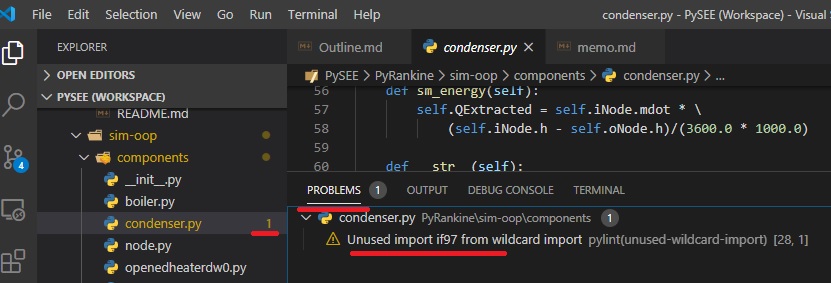 File Edit Selection View Go Run ... condenser.py - PySEE (Workspace) - Visual S
EXPLORER
OPEN EDITORS
PYSEE (WORKSPACE)
README.md
sim-oop
components
__init__.py
boiler.py
condenser.py 1
node.py
openedheaterdw0.py
4
Outline.md condenser.py memo.md
PySEE > PyRankine > sim-oop > components > condenser.py > ...
56 def sm_energy(self):
57 self.QExtracted = self.iNode.mdot * \
58 (self.iNode.h - self.oNode.h)/(3600.0 * 1000.0)
59
60 def __str__(self):
PROBLEMS 1 OUTPUT DEBUG CONSOLE TERMINAL
condenser.py PyRankine\sim-oop\components 1
Unused import if97 from wildcard import pylint(unused-wildcard-import) [28, 1]